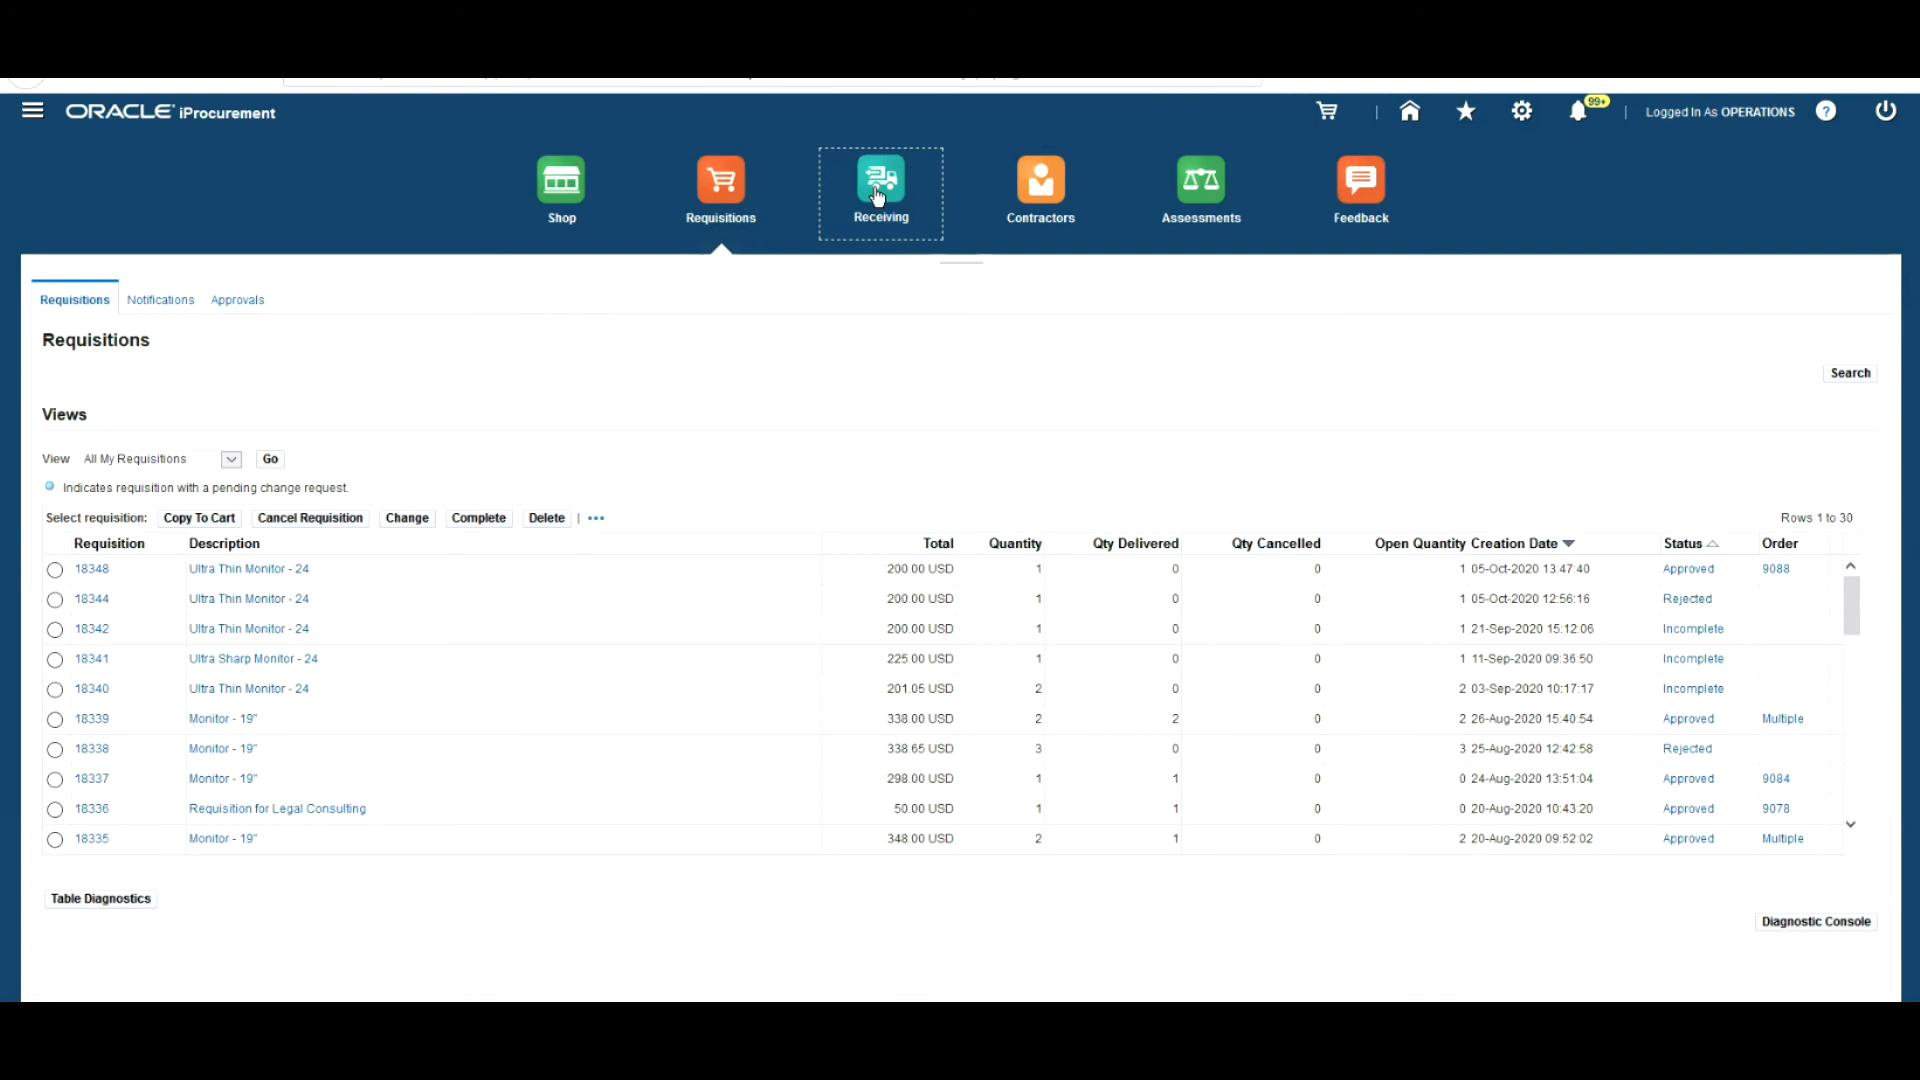 ORACLE iProcurement
99+
Logged In As OPERATIONS
?
Shop
Requisitions
Receiving
Contractors
Assessments
Feedback
Requisitions Notifications Approvals
Requisitions
Search
Views
View All My Requisitions Go
Indicates requisition with a pending change request.
Select requisition: Copy To Cart Cancel Requisition Change Complete Delete | ••• Rows 1 to 30
Requisition Description Total Quantity Qty Delivered Qty Cancelled Open Quantity Creation Date Status Order
18348 Ultra Thin Monitor - 24 200.00 USD 1 0 0 1 05-Oct-2020 13:47:40 Approved 9088
18344 Ultra Thin Monitor - 24 200.00 USD 1 0 0 1 05-Oct-2020 12:56:16 Rejected
18342 Ultra Thin Monitor - 24 200.00 USD 1 0 0 1 21-Sep-2020 15:12:06 Incomplete
18341 Ultra Sharp Monitor - 24 225.00 USD 1 0 0 1 11-Sep-2020 09:36:50 Incomplete
18340 Ultra Thin Monitor - 24 201.05 USD 2 0 0 2 03-Sep-2020 10:17:17 Incomplete
18339 Monitor - 19" 338.00 USD 2 2 0 2 26-Aug-2020 15:40:54 Approved Multiple
18338 Monitor - 19" 338.65 USD 3 0 0 3 25-Aug-2020 12:42:58 Rejected
18337 Monitor - 19" 298.00 USD 1 1 0 0 24-Aug-2020 13:51:04 Approved 9084
18336 Requisition for Legal Consulting 50.00 USD 1 1 0 0 20-Aug-2020 10:43:20 Approved 9078
18335 Monitor - 19" 348.00 USD 2 1 0 2 20-Aug-2020 09:52:02 Approved Multiple
Table Diagnostics
Diagnostic Console